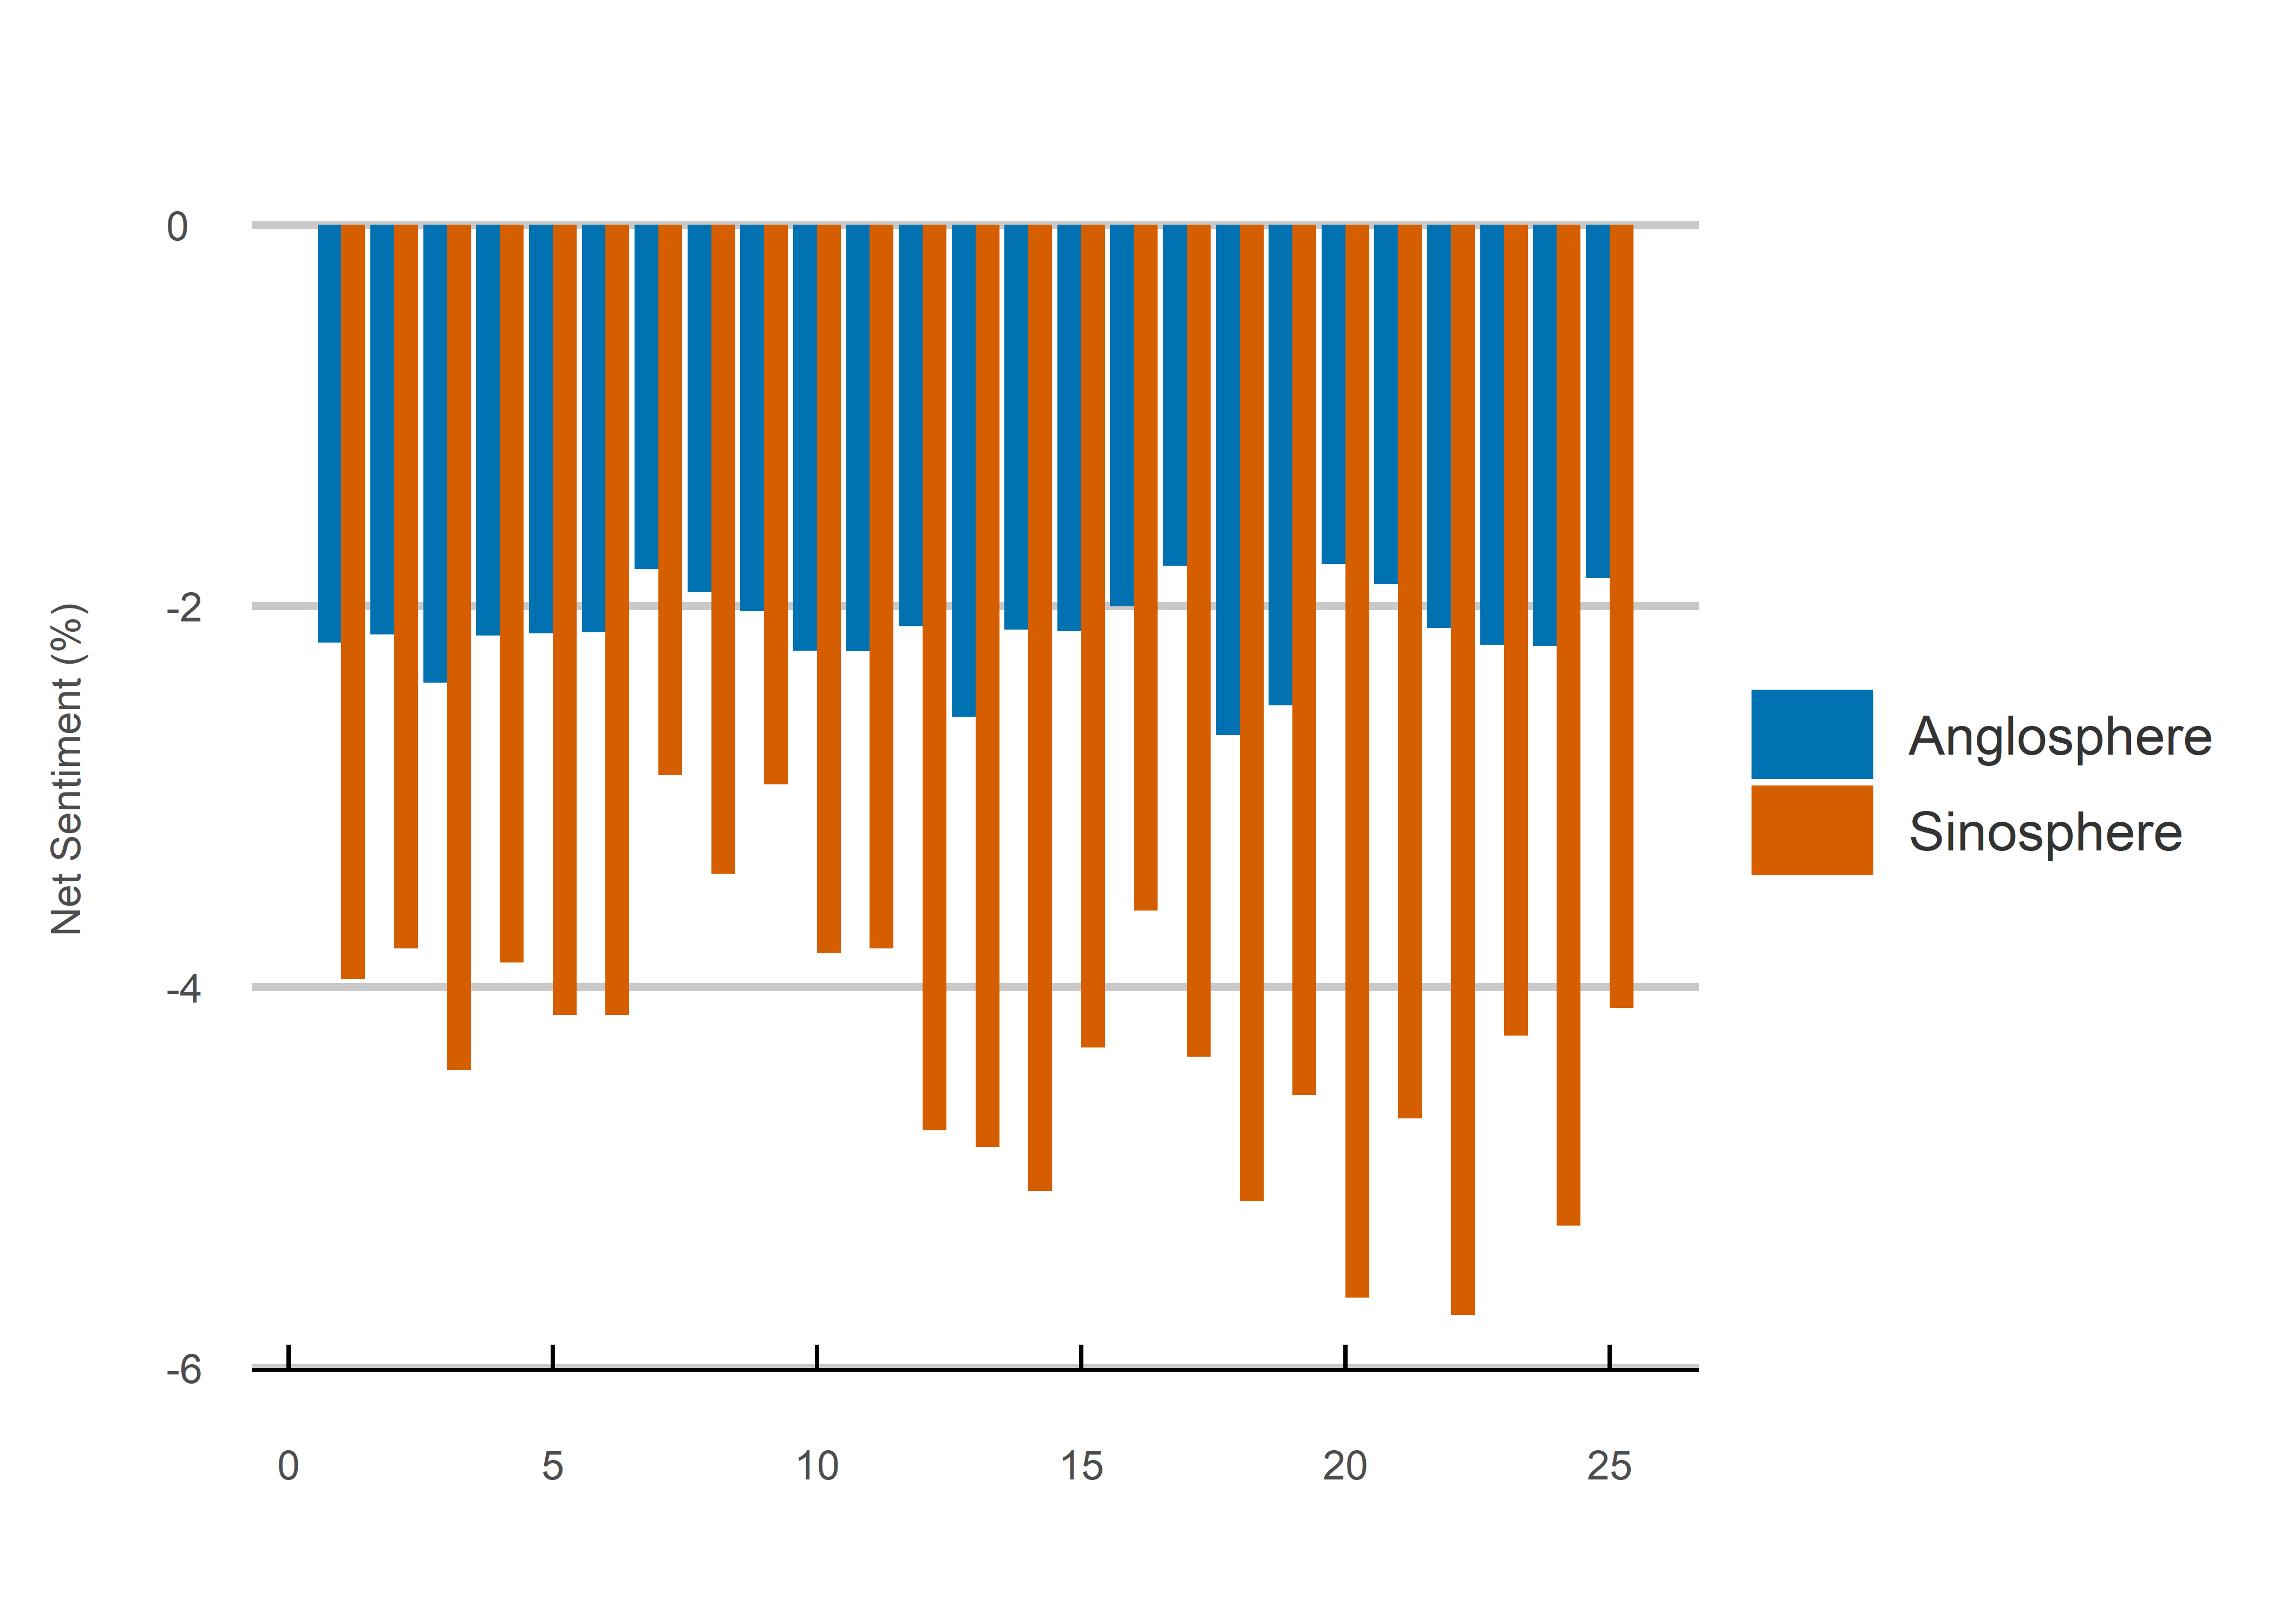 0
-2
-4
-6
Net Sentiment (%)
0 5 10 15 20 25
Anglosphere
Sinosphere